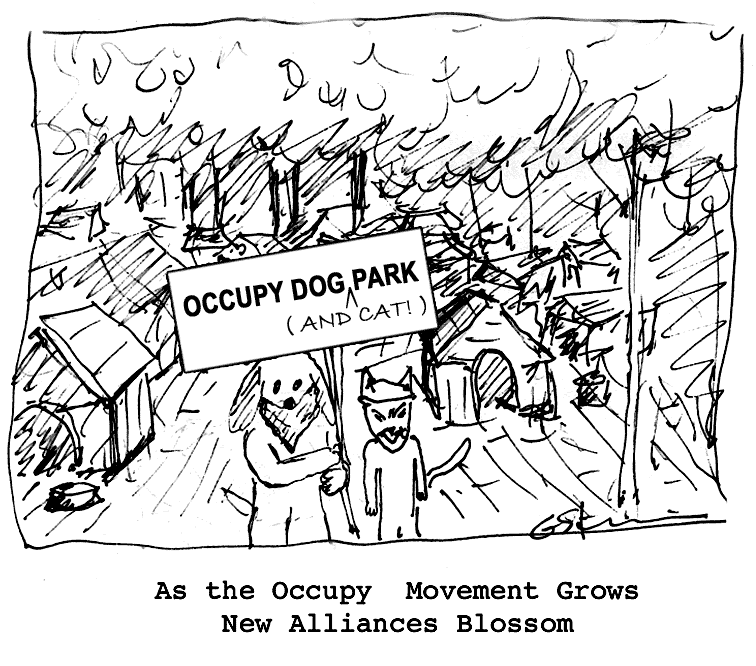 OCCUPY DOG PARK
(AND CAT!)
As the Occupy Movement Grows
New Alliances Blossom